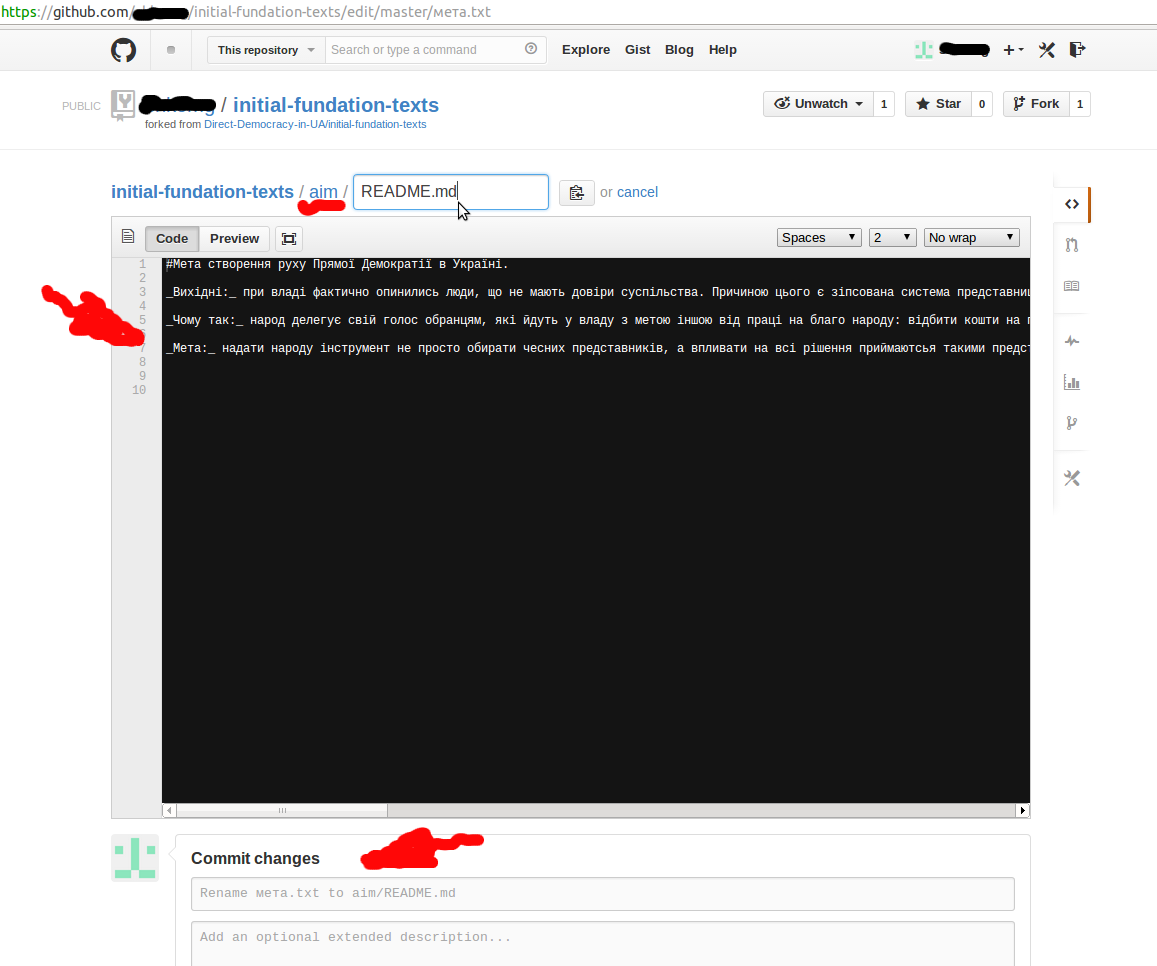 https://github.com/ /initial-fundation-texts/edit/master/мета.txt
This repository Search or type a command Explore Gist Blog Help
PUBLIC / initial-fundation-texts Unwatch 1 Star 0 Fork 1
forked from Direct-Democracy-in-UA/initial-fundation-texts
initial-fundation-texts / aim / README.md or cancel
Code Preview Spaces 2 No wrap
1 #Мета створення руху Прямої Демократії в Україні.
2
3 _Вихідні:_ при владі фактично опинились люди, що не мають довіри суспільства. Причиною цього є зіпсована система
4
5 _Чому так:_ народ делегує свій голос обранцям, які йдуть у владу з метою іншою від праці на благо народу: відбити кошти на
7 _Мета:_ надати народу інструмент не просто обирати чесних представників, а впливати на всі рішення приймаютсья такими
8
9
10
Commit changes
Rename мета.txt to aim/README.md
Add an optional extended description...